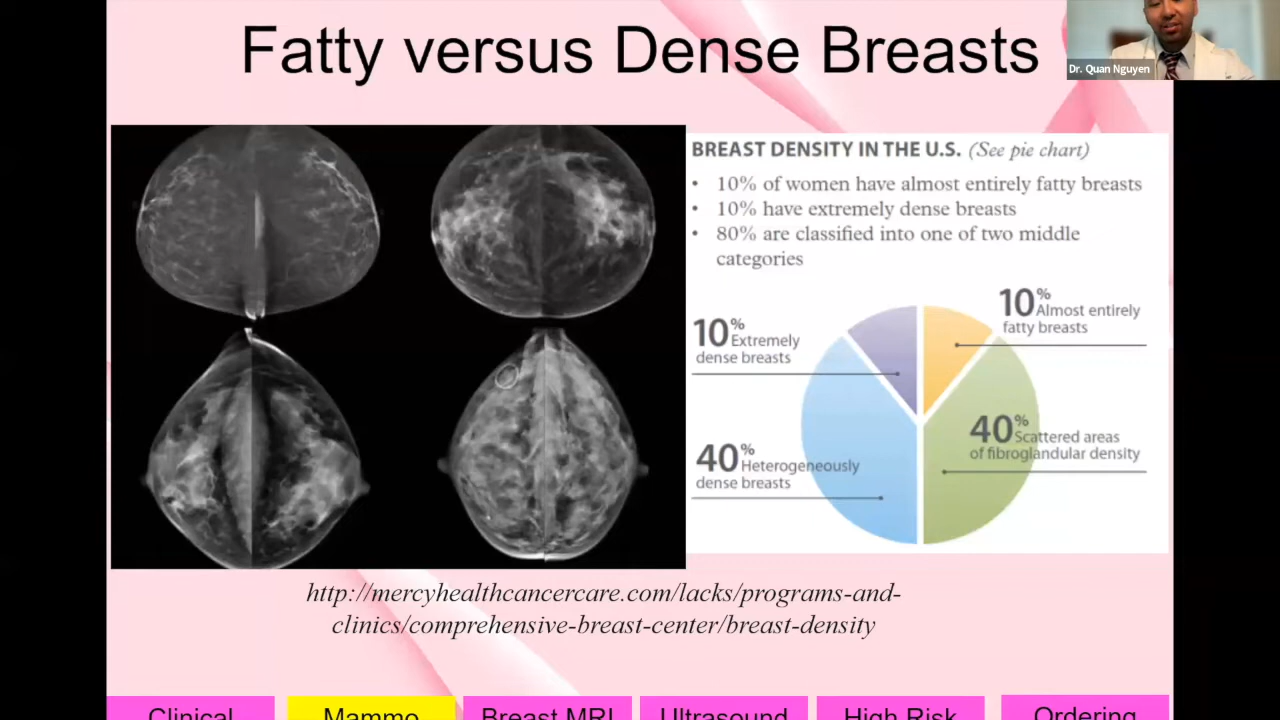 Fatty versus Dense Breasts
Dr. Quan Nguyen
BREAST DENSITY IN THE U.S. (See pie chart)
• 10% of women have almost entirely fatty breasts
• 10% have extremely dense breasts
• 80% are classified into one of two middle
categories
10% Almost entirely
fatty breasts
10% Extremely
dense breasts
40% Scattered areas
of fibroglandular density
40% Heterogeneously
dense breasts
http://mercyhealthcancercare.com/lacks/programs-and-
clinics/comprehensive-breast-center/breast-density
Clinical
Mammo
Breast MRI
Ultrasound
High Risk
Ordering